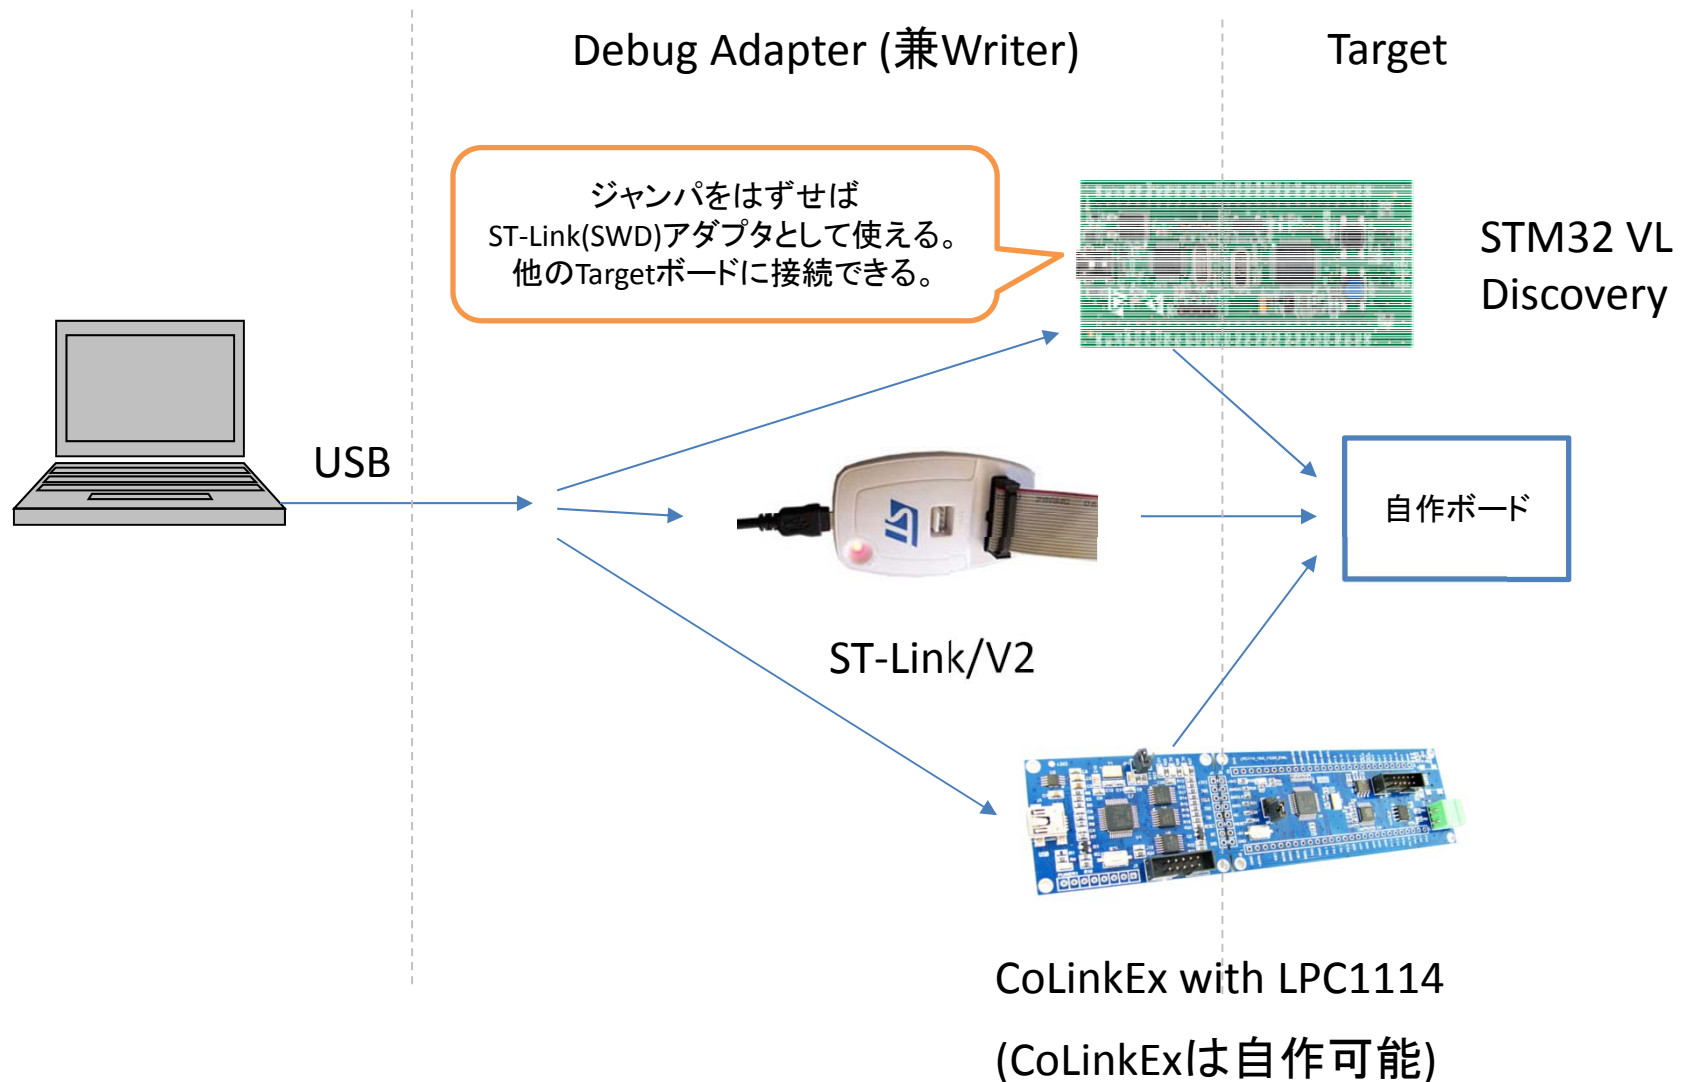 Debug Adapter (兼Writer)
Target
ジャンパをはずせば
ST-Link(SWD)アダプタとして使える。
他のTargetボードに接続できる。
STM32 VL
Discovery
USB
自作ボード
ST-Link/V2
CoLinkEx with LPC1114
(CoLinkExは自作可能)